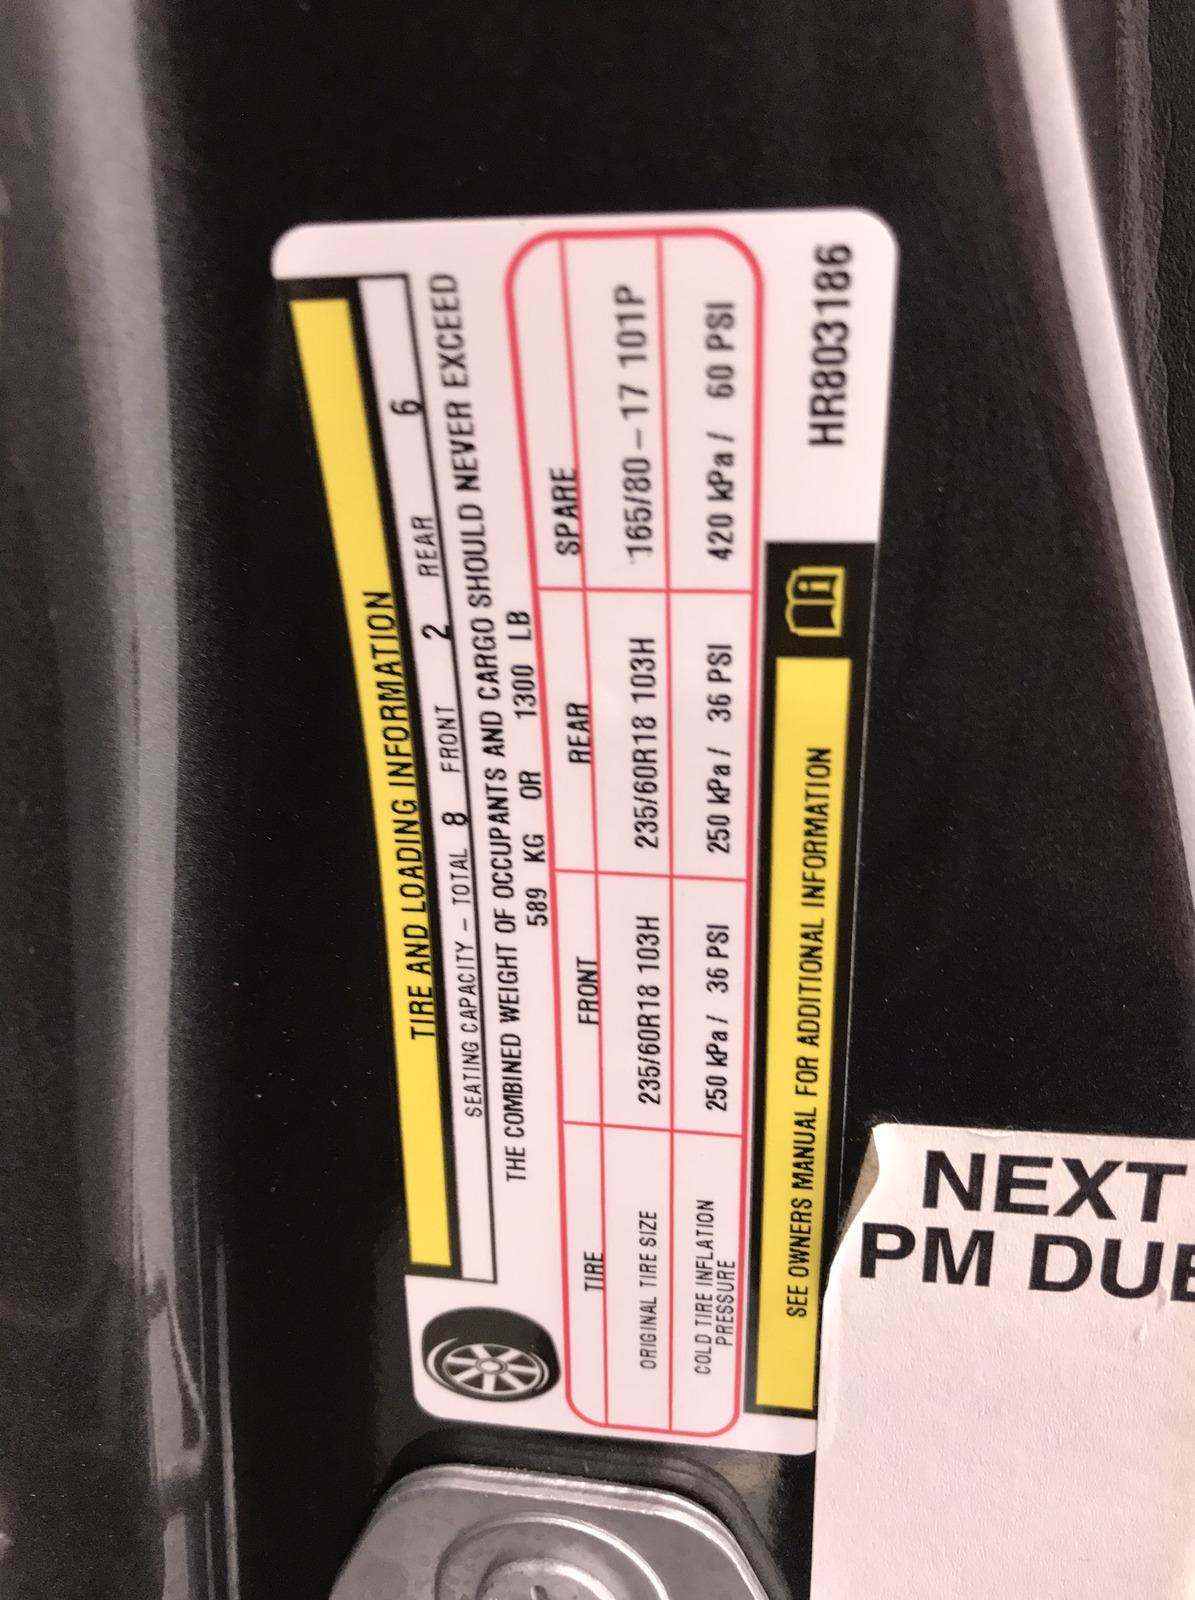 TIRE AND LOADING INFORMATION
SEATING CAPACITY – TOTAL 8 FRONT 2 REAR 6
THE COMBINED WEIGHT OF OCCUPANTS AND CARGO SHOULD NEVER EXCEED
589 KG OR 1300 LB
TIRE FRONT REAR SPARE
ORIGINAL TIRE SIZE 235/60R18 103H 235/60R18 103H 165/80–17 101P
COLD TIRE INFLATION PRESSURE 250 kPa / 36 PSI 250 kPa / 36 PSI 420 kPa / 60 PSI
SEE OWNERS MANUAL FOR ADDITIONAL INFORMATION
HR803186
NEXT
PM DUE